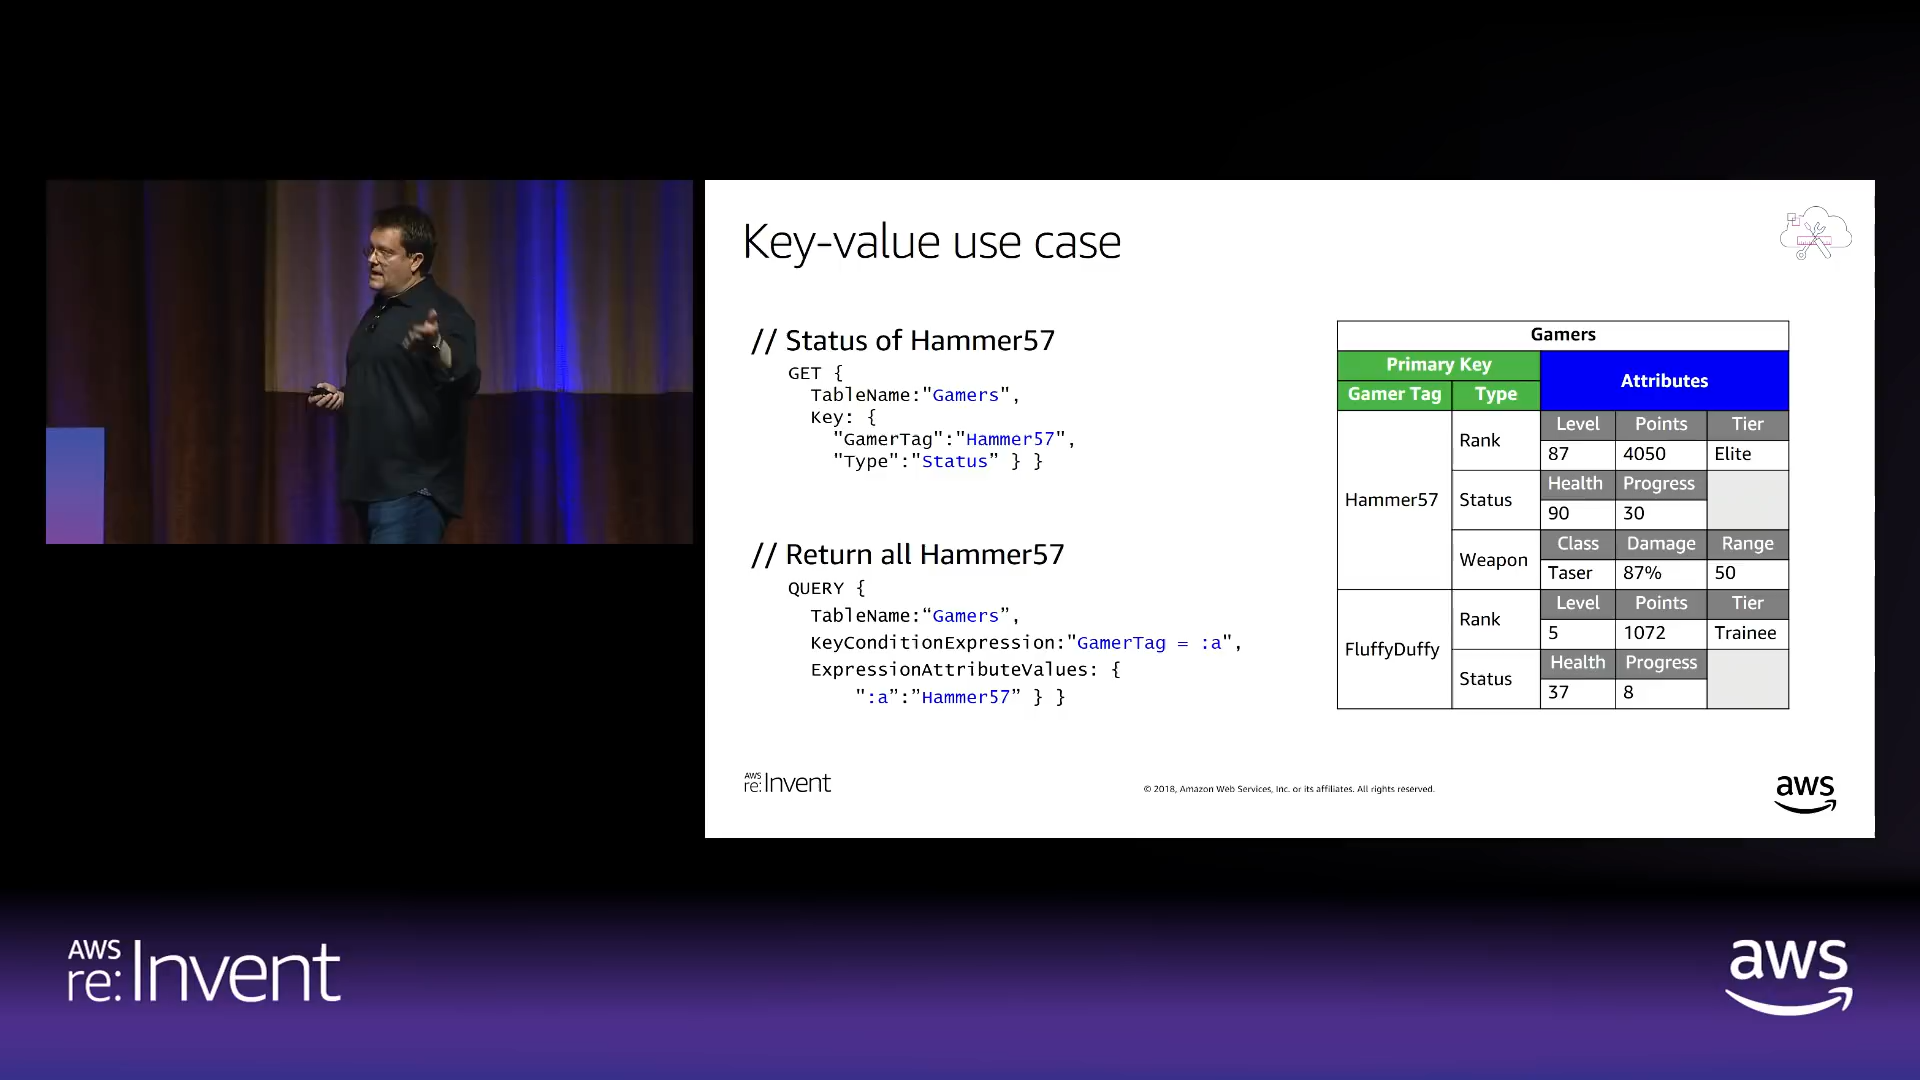 Key-value use case
// Status of Hammer57
GET {
TableName:"Gamers",
Key: {
"GamerTag":"Hammer57",
"Type":"Status” } }
// Return all Hammer57
QUERY {
TableName:“Gamers”,
KeyConditionExpression:"GamerTag = :a",
ExpressionAttributeValues: {
":a”:”Hammer57” } }
Gamers
Primary Key
Attributes
Gamer Tag Type
Hammer57
Rank
Level Points Tier
87 4050 Elite
Status
Health Progress
90 30
Weapon
Class Damage Range
Taser 87% 50
FluffyDuffy
Rank
Level Points Tier
5 1072 Trainee
Status
Health Progress
37 8
AWS
re:Invent
© 2018, Amazon Web Services, Inc. or its affiliates. All rights reserved.
aws
AWS
re:Invent
aws